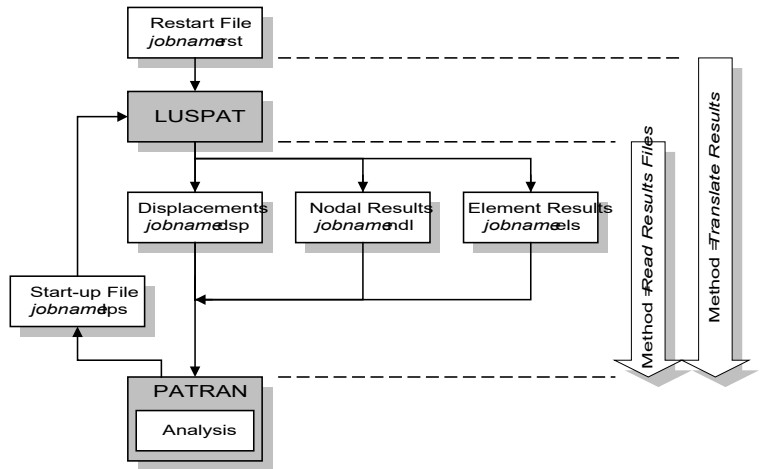 Restart File
jobname.rst
LUSPAT
Displacements
jobname.dsp
Nodal Results
jobname.ndl
Element Results
jobname.els
Start-up File
jobname.lps
PATRAN
Analysis
Method = Read Results Files
Method = Translate Results